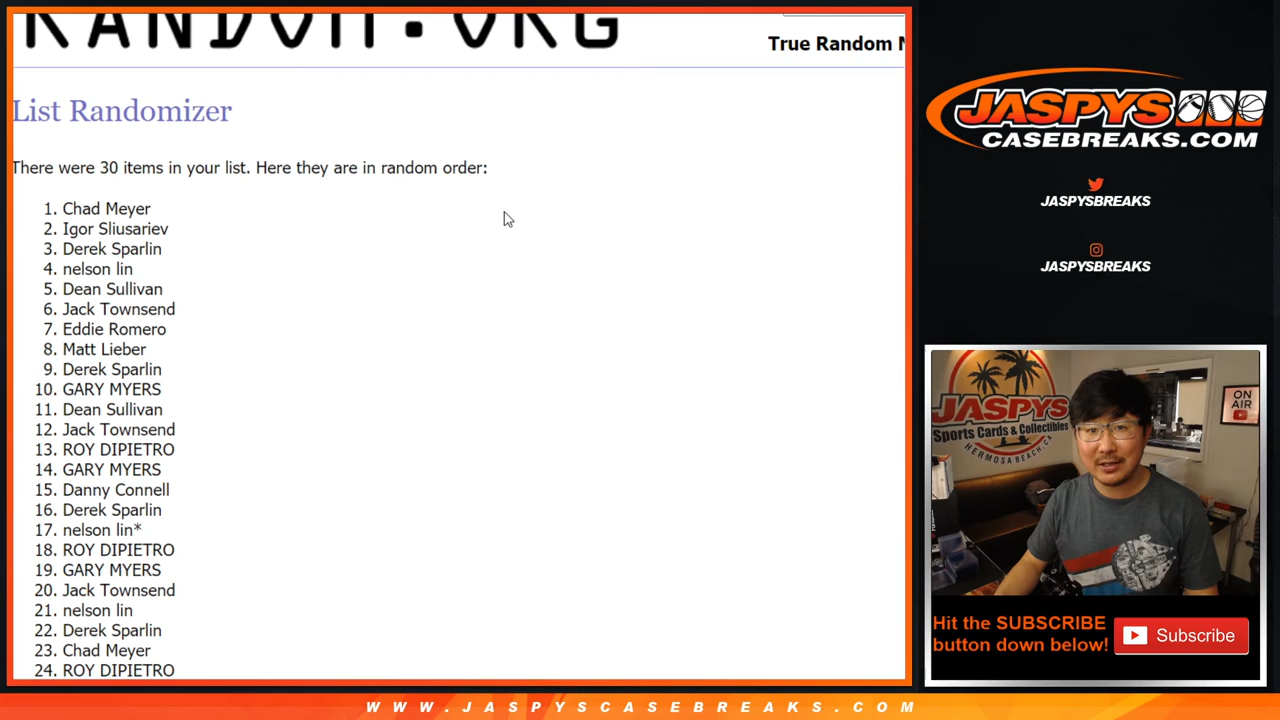 RANDOM.ORG
True Random N
List Randomizer
There were 30 items in your list. Here they are in random order:
1. Chad Meyer
2. Igor Sliusariev
3. Derek Sparlin
4. nelson lin
5. Dean Sullivan
6. Jack Townsend
7. Eddie Romero
8. Matt Lieber
9. Derek Sparlin
10. GARY MYERS
11. Dean Sullivan
12. Jack Townsend
13. ROY DIPIETRO
14. GARY MYERS
15. Danny Connell
16. Derek Sparlin
17. nelson lin*
18. ROY DIPIETRO
19. GARY MYERS
20. Jack Townsend
21. nelson lin
22. Derek Sparlin
23. Chad Meyer
24. ROY DIPIETRO
JASPYS
CASEBREAKS.COM
JASPYSBREAKS
JASPYSBREAKS
JASPYS
Sports Cards & Collectibles
HERMOSA BEACH, CA
ON
AIR
Hit the SUBSCRIBE
button down below!
Subscribe
WWW.JASPYSCASEBREAKS.COM